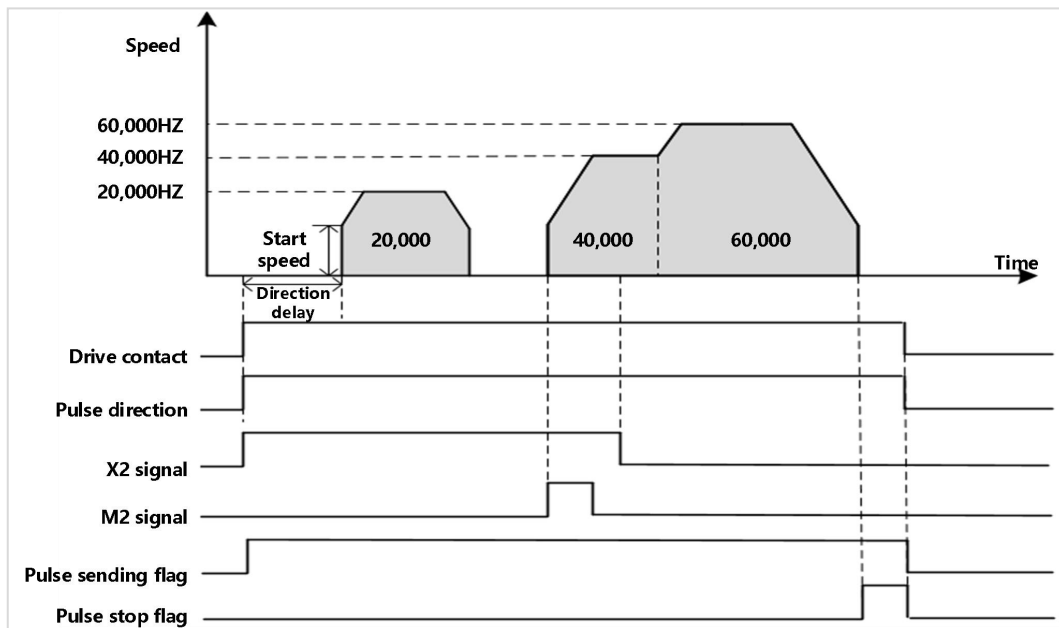 Speed
60,000HZ
40,000HZ
20,000HZ
Start
speed
20,000
40,000
60,000
Time
Direction
delay
Drive contact
Pulse direction
X2 signal
M2 signal
Pulse sending flag
Pulse stop flag